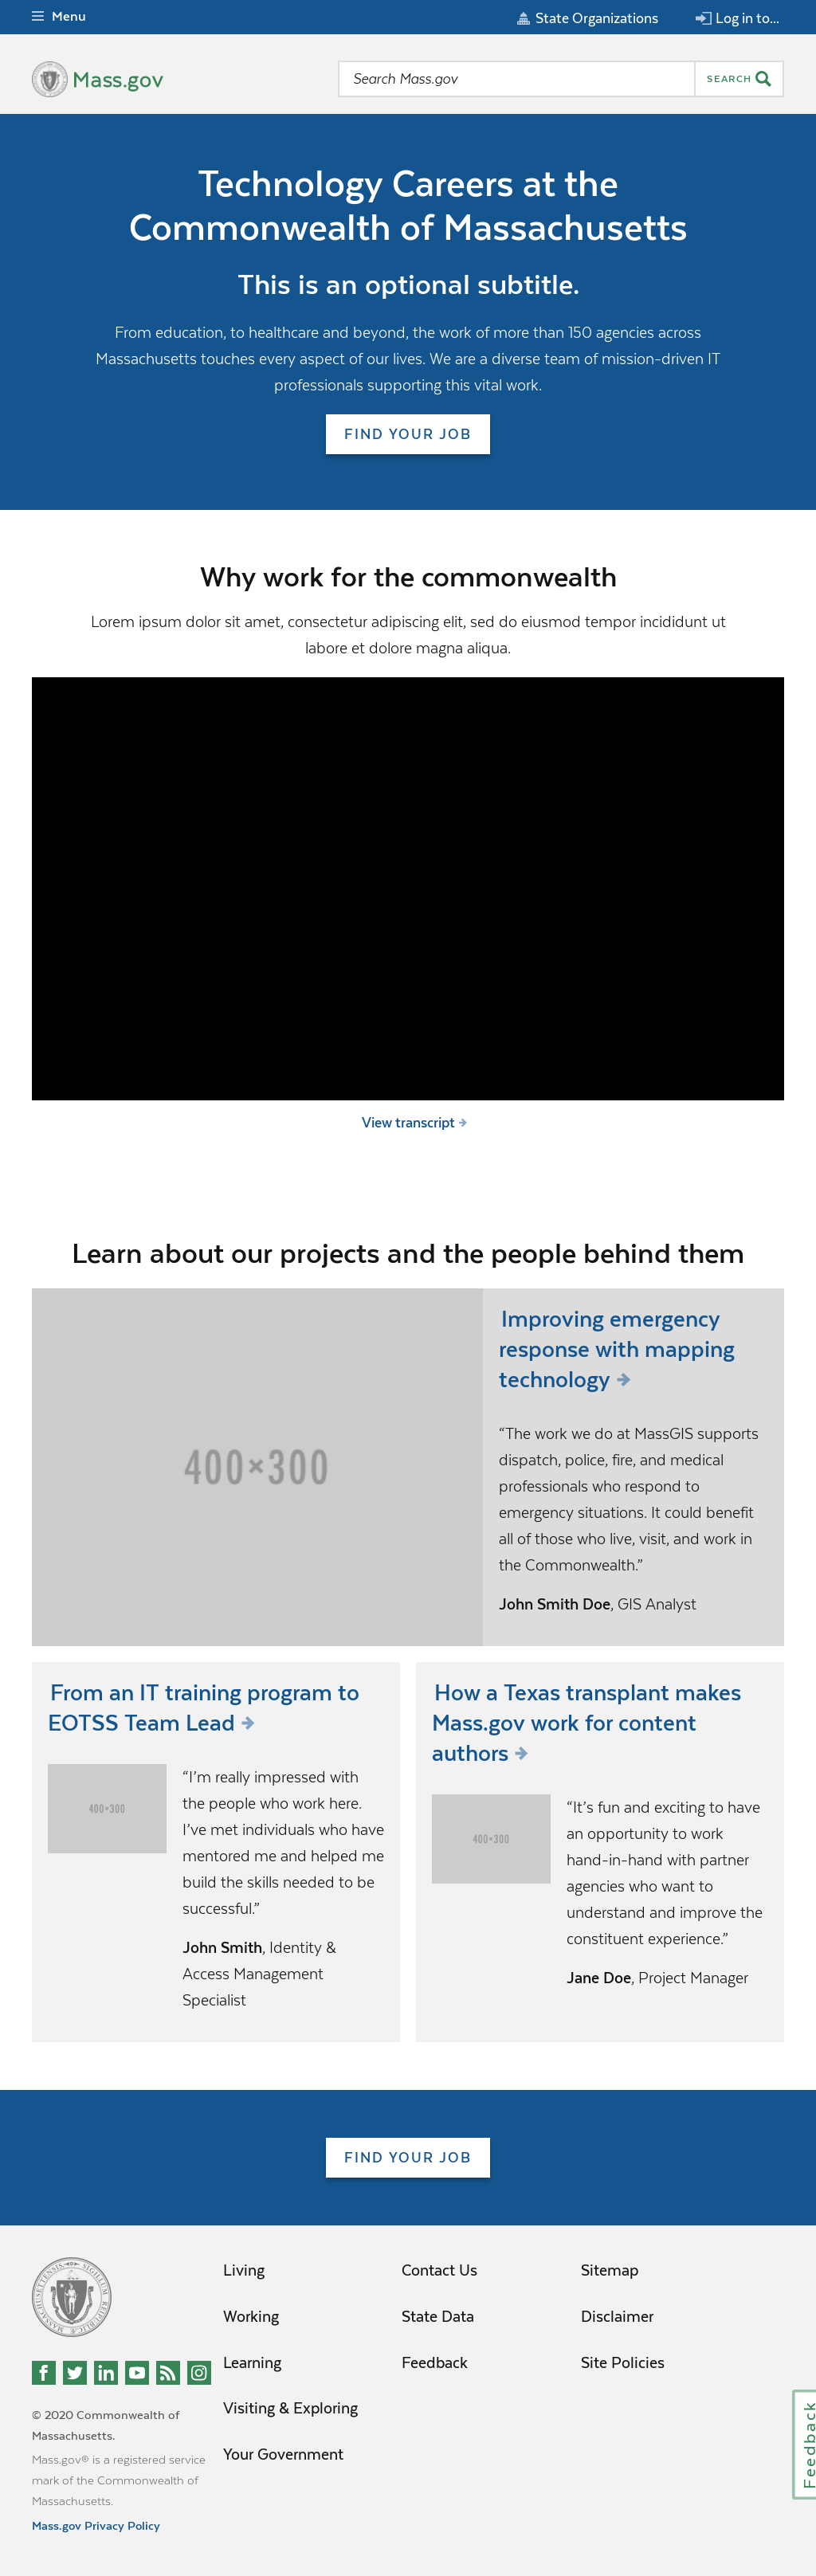 Menu
State Organizations
Log in to...
Mass.gov
Search Mass.gov
SEARCH
Technology Careers at the
Commonwealth of Massachusetts
This is an optional subtitle.
From education, to healthcare and beyond, the work of more than 150 agencies across
Massachusetts touches every aspect of our lives. We are a diverse team of mission-driven IT
professionals supporting this vital work.
FIND YOUR JOB
Why work for the commonwealth
Lorem ipsum dolor sit amet, consectetur adipiscing elit, sed do eiusmod tempor incididunt ut
labore et dolore magna aliqua.
View transcript
Learn about our projects and the people behind them
400×300
Improving emergency
response with mapping
technology
“The work we do at MassGIS supports
dispatch, police, fire, and medical
professionals who respond to
emergency situations. It could benefit
all of those who live, visit, and work in
the Commonwealth.”
John Smith Doe, GIS Analyst
From an IT training program to
EOTSS Team Lead
400×300
“I’m really impressed with
the people who work here.
I’ve met individuals who have
mentored me and helped me
build the skills needed to be
successful.”
John Smith, Identity &
Access Management
Specialist
How a Texas transplant makes
Mass.gov work for content
authors
400×300
“It’s fun and exciting to have
an opportunity to work
hand-in-hand with partner
agencies who want to
understand and improve the
constituent experience.”
Jane Doe, Project Manager
FIND YOUR JOB
Living
Working
Learning
Visiting & Exploring
Your Government
Contact Us
State Data
Feedback
Sitemap
Disclaimer
Site Policies
© 2020 Commonwealth of
Massachusetts.
Mass.gov® is a registered service
mark of the Commonwealth of
Massachusetts.
Mass.gov Privacy Policy
Feedback